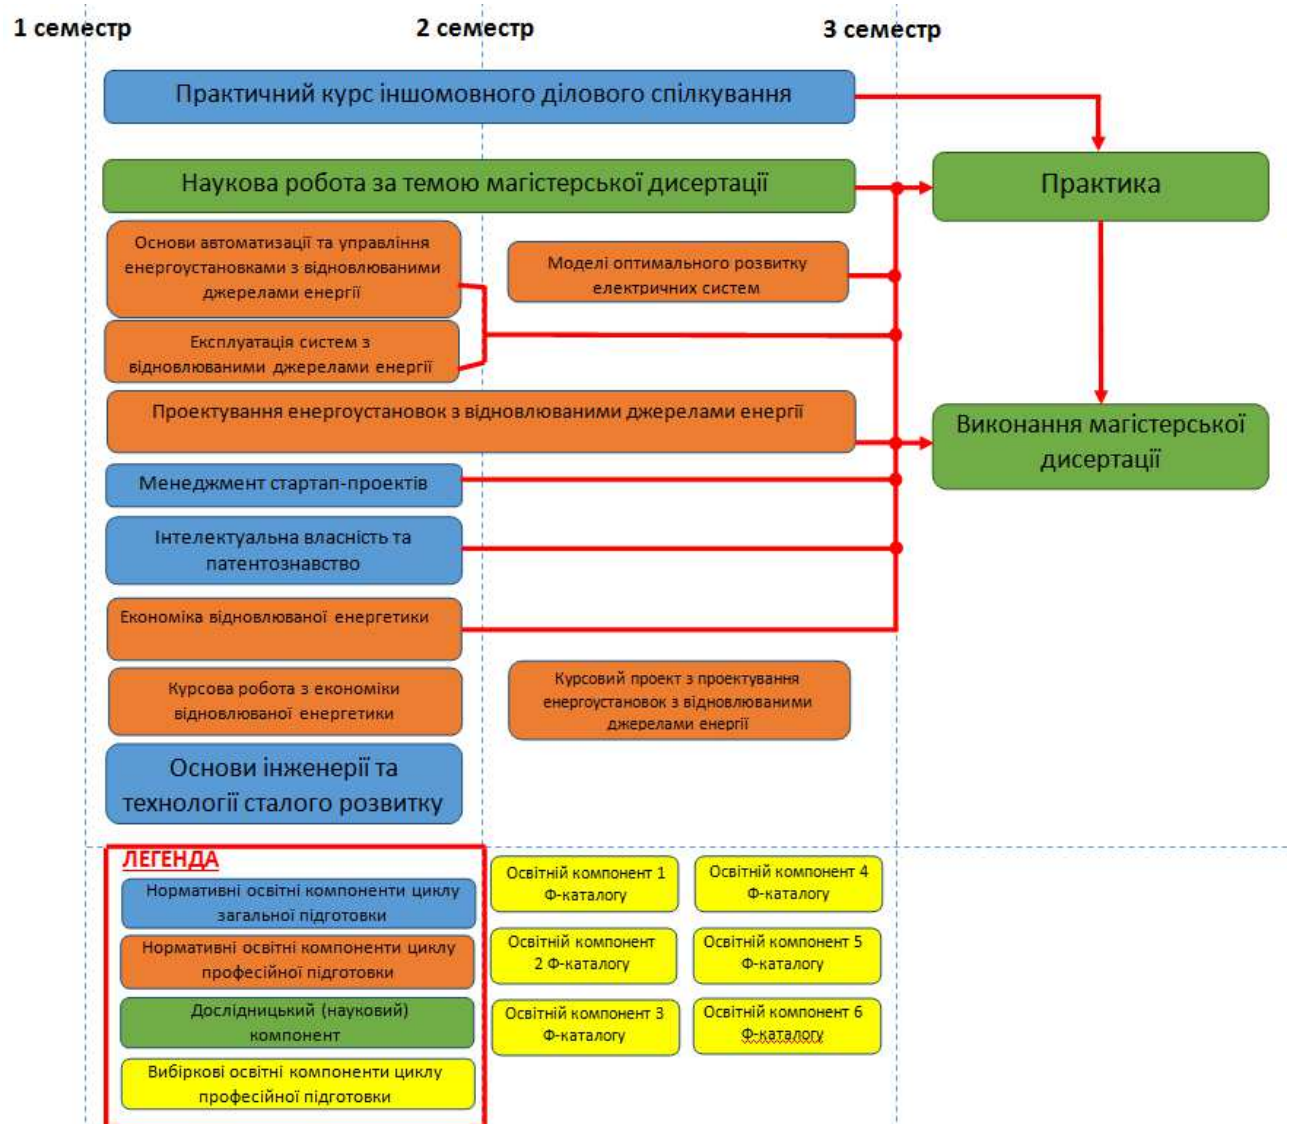 1 семестр
2 семестр
3 семестр
Практичний курс іншомовного ділового спілкування
Наукова робота за темою магістерської дисертації
Практика
Основи автоматизації та управління
енергоустановками з відновлюваними
джерелами енергії
Моделі оптимального розвитку
електричних систем
Експлуатація систем з
відновлюваними джерелами енергії
Проектування енергоустановок з відновлюваними джерелами енергії
Виконання магістерської
дисертації
Менеджмент стартап-проектів
Інтелектуальна власність та
патентознавство
Економіка відновлюваної енергетики
Курсова робота з економіки
відновлюваної енергетики
Курсовий проект з проектування
енергоустановок з відновлюваними
джерелами енергії
Основи інженерії та
технології сталого розвитку
ЛЕГЕНДА
Нормативні освітні компоненти циклу
загальної підготовки
Нормативні освітні компоненти циклу
професійної підготовки
Дослідницький (науковий)
компонент
Вибіркові освітні компоненти циклу
професійної підготовки
Освітній компонент 1
Ф-каталогу
Освітній компонент 4
Ф-каталогу
Освітній компонент
2 Ф-каталогу
Освітній компонент 5
Ф-каталогу
Освітній компонент 3
Ф-каталогу
Освітній компонент 6
Ф-каталогу